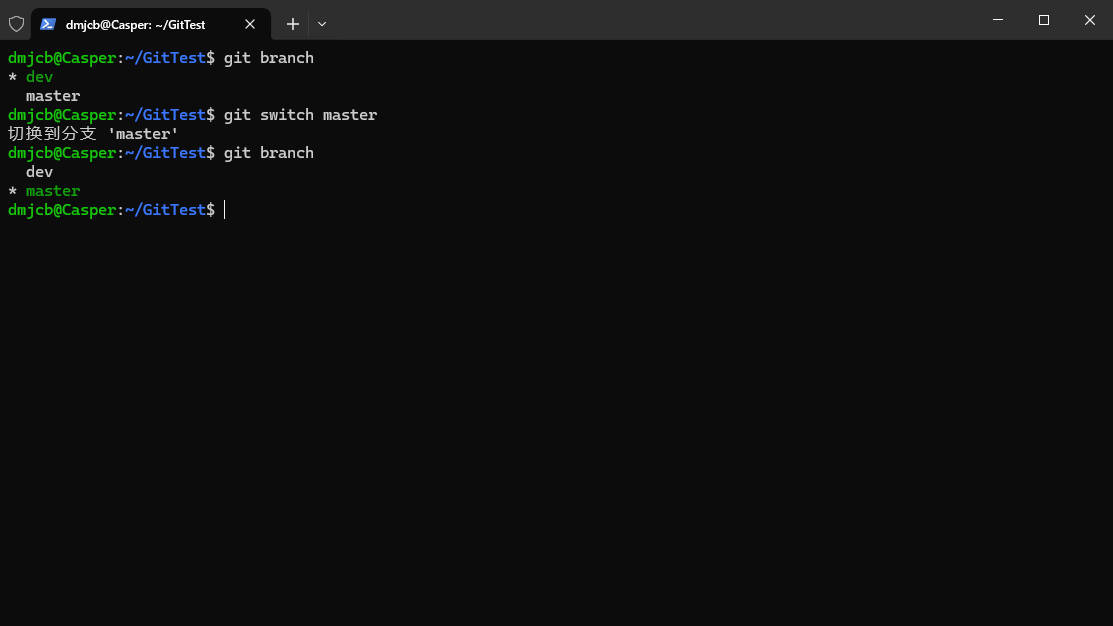 dmjcb@Casper: ~/GitTest
dmjcb@Casper:~/GitTest$ git branch
* dev
  master
dmjcb@Casper:~/GitTest$ git switch master
切换到分支 'master'
dmjcb@Casper:~/GitTest$ git branch
  dev
* master
dmjcb@Casper:~/GitTest$